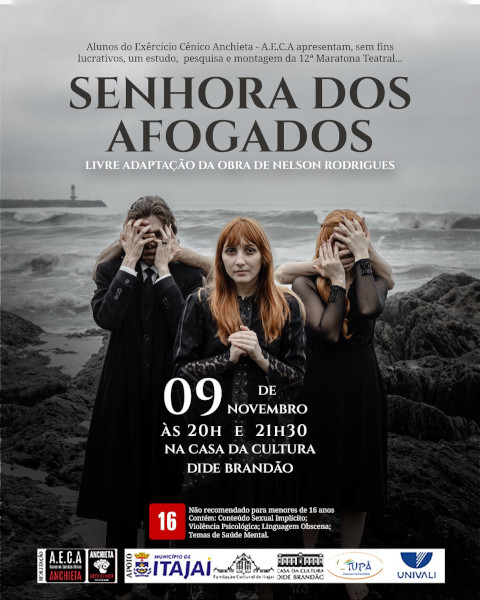 Alunos do Exêrcício Cênico Anchieta - A.E.C.A apresentam, sem fins
lucrativos, um estudo, pesquisa e montagem da 12ª Maratona Teatral...
SENHORA DOS
AFOGADOS
LIVRE ADAPTAÇÃO DA OBRA DE NELSON RODRIGUES
09 DE
NOVEMBRO
ÀS 20H E 21H30
NA CASA DA CULTURA
DIDE BRANDÃO
16
Não recomendado para menores de 16 anos
Contém: Conteúdo Sexual Implícito;
Violência Psicológica; Linguagem Obscena;
Temas de Saúde Mental.
REALIZAÇÃO
A.E.C.A
ANCHIETA
ANCHIETA
APOIO
MUNICÍPIO DE
ITAJAÍ
Fundação Cultural de Itajaí
CASA DA CULTURA
DIDE BRANDÃO
IUPÁ
UNIVALI